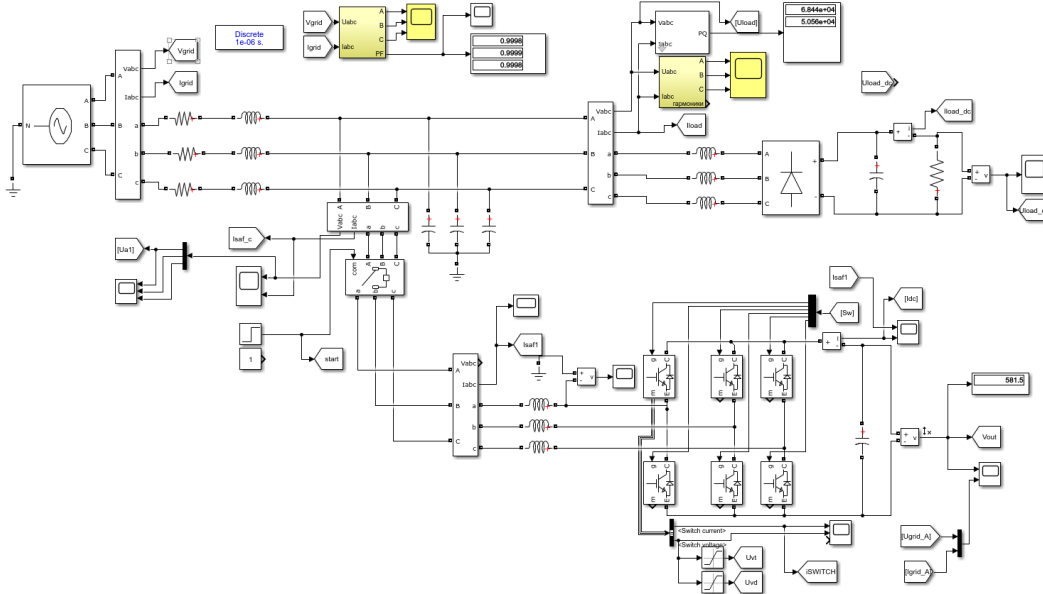 Discrete
1e-06 s.
Vgrid
Igrid
Uabc
Iabc
A
B
C
PF
0.9998
0.9999
0.9998
Vabc
Iabc
PQ
[Uload]
6.844e+04
5.056e+04
Uabc
Iabc
A
B
C
гармоники
Vgrid
Igrid
Vabc
Iabc
A
B
C
a
b
c
N
A
B
C
Vabc
Iabc
A
B
C
a
b
c
Iload
A
B
C
+
-
Uload_dc
Iload_dc
+
i
-
+
-
v
Vabc
Iabc
A
B
C
a
b
c
Isaf_c
[Ua1]
com
A
B
C
a
b
c
1
start
Vabc
Iabc
A
B
C
a
b
c
Isaf1
+
-
v
Isaf1
[Idc]
[Sw]
+
i
-
g
C
m
E
g
C
m
E
g
C
m
E
g
C
m
E
g
C
m
E
g
C
m
E
+
-
v
581.5
Vout
<Switch current>
<Switch voltage>
Uvt
Uvd
iSWITCH
[Ugrid_A]
[Igrid_A]